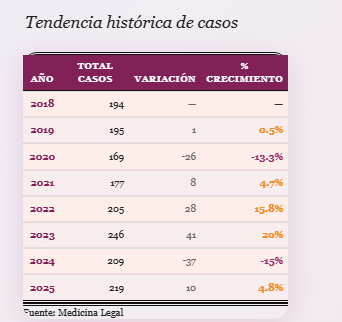 Tendencia histórica de casos
AÑO TOTAL CASOS VARIACIÓN % CRECIMIENTO
2018 194 — —
2019 195 1 0.5%
2020 169 -26 -13.3%
2021 177 8 4.7%
2022 205 28 15.8%
2023 246 41 20%
2024 209 -37 -15%
2025 219 10 4.8%
Fuente: Medicina Legal